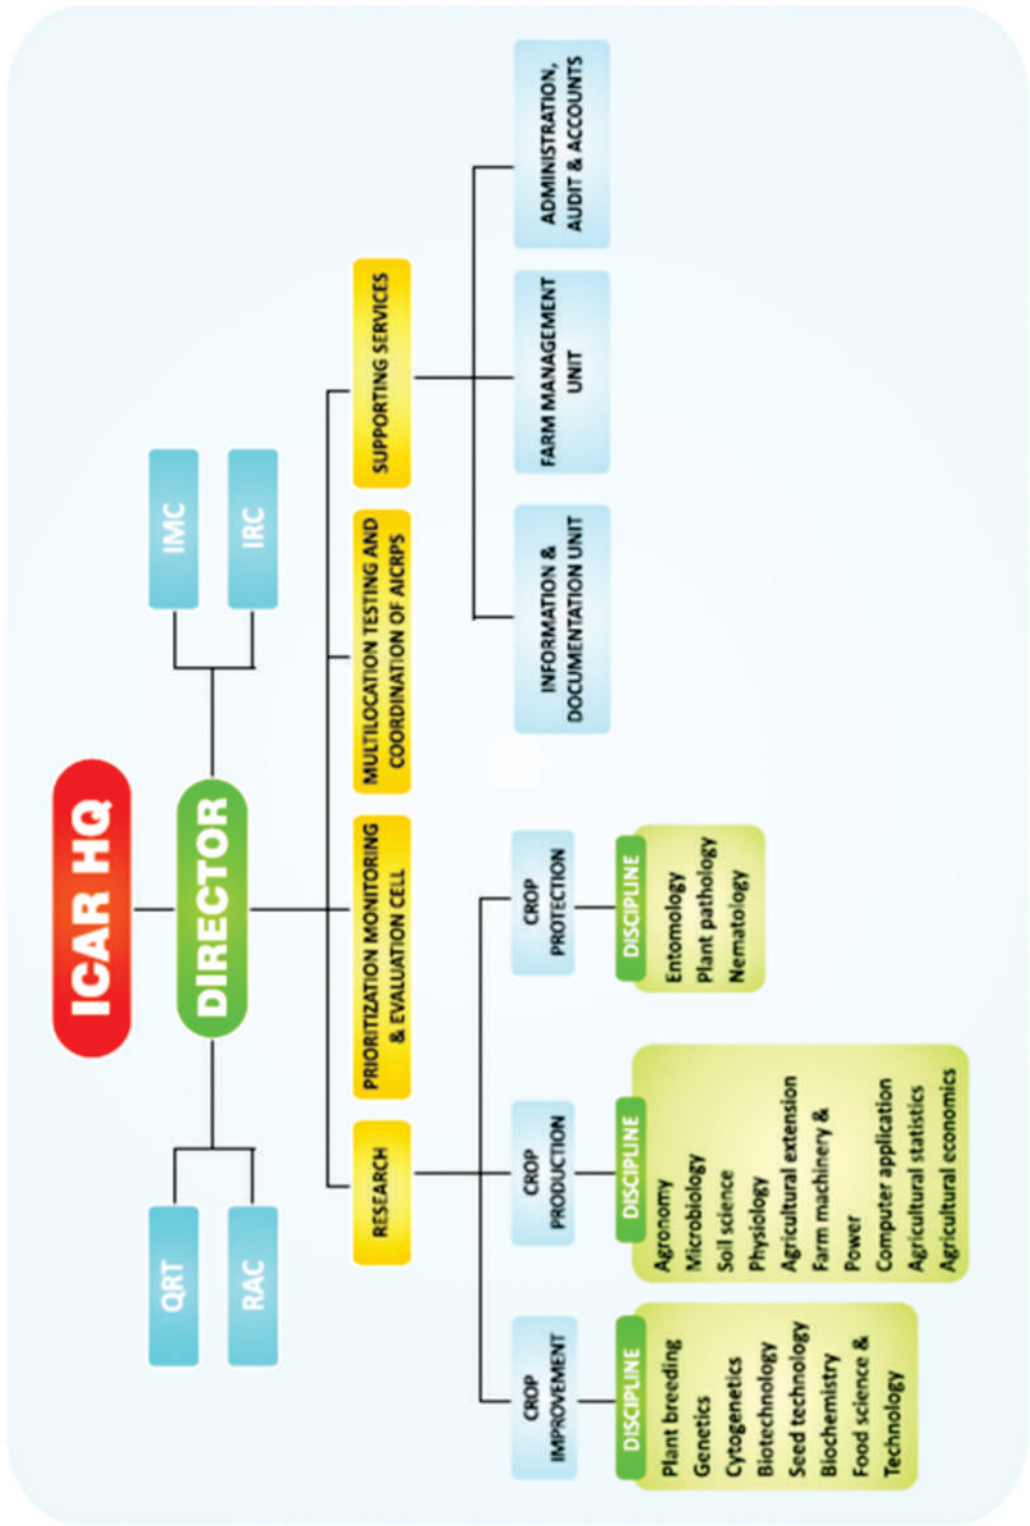 ICAR HQ
DIRECTOR
QRT
RAC
IMC
IRC
RESEARCH
PRIORITIZATION MONITORING
& EVALUATION CELL
MULTILOCATION TESTING AND
COORDINATION OF AICRPS
SUPPORTING SERVICES
CROP
IMPROVEMENT
DISCIPLINE
Plant breeding
Genetics
Cytogenetics
Biotechnology
Seed technology
Biochemistry
Food science &
Technology
CROP
PRODUCTION
DISCIPLINE
Agronomy
Microbiology
Soil science
Physiology
Agricultural extension
Farm machinery &
Power
Computer application
Agricultural statistics
Agricultural economics
CROP
PROTECTION
DISCIPLINE
Entomology
Plant pathology
Nematology
INFORMATION &
DOCUMENTATION UNIT
FARM MANAGEMENT
UNIT
ADMINISTRATION,
AUDIT & ACCOUNTS